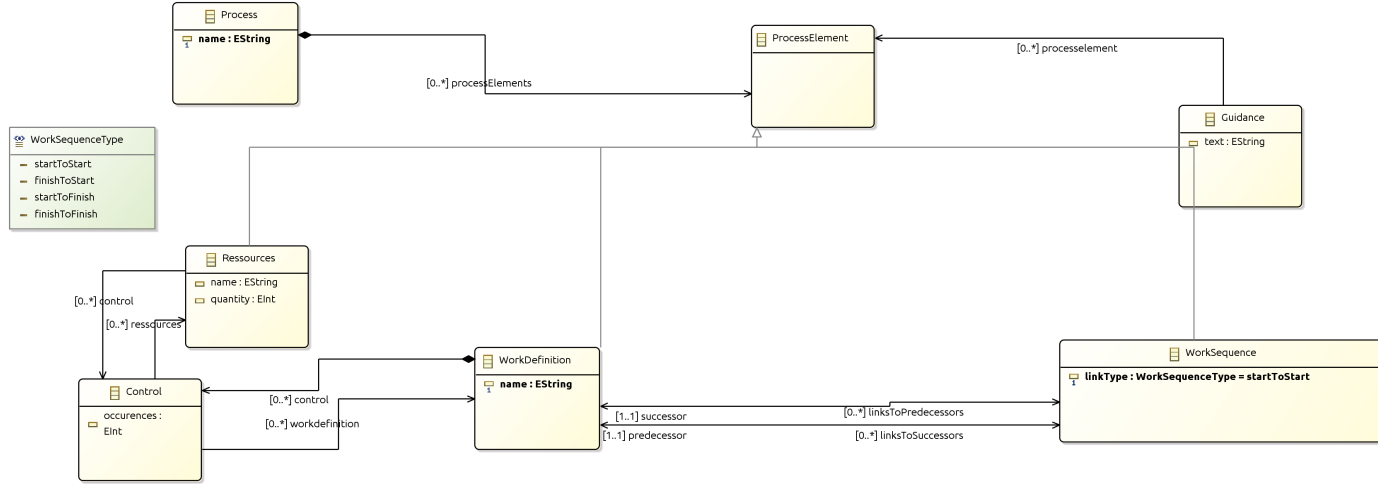 Process
name : EString
ProcessElement
[0..*] processelement
[0..*] processElements
Guidance
text : EString
WorkSequenceType
startToStart
finishToStart
startToFinish
finishToFinish
Ressources
name : EString
quantity : EInt
[0..*] control
[0..*] ressources
WorkDefinition
name : EString
WorkSequence
linkType : WorkSequenceType = startToStart
Control
occurences :
EInt
[0..*] control
[0..*] workdefinition
[1..1] successor
[0..*] linksToPredecessors
[1..1] predecessor
[0..*] linksToSuccessors